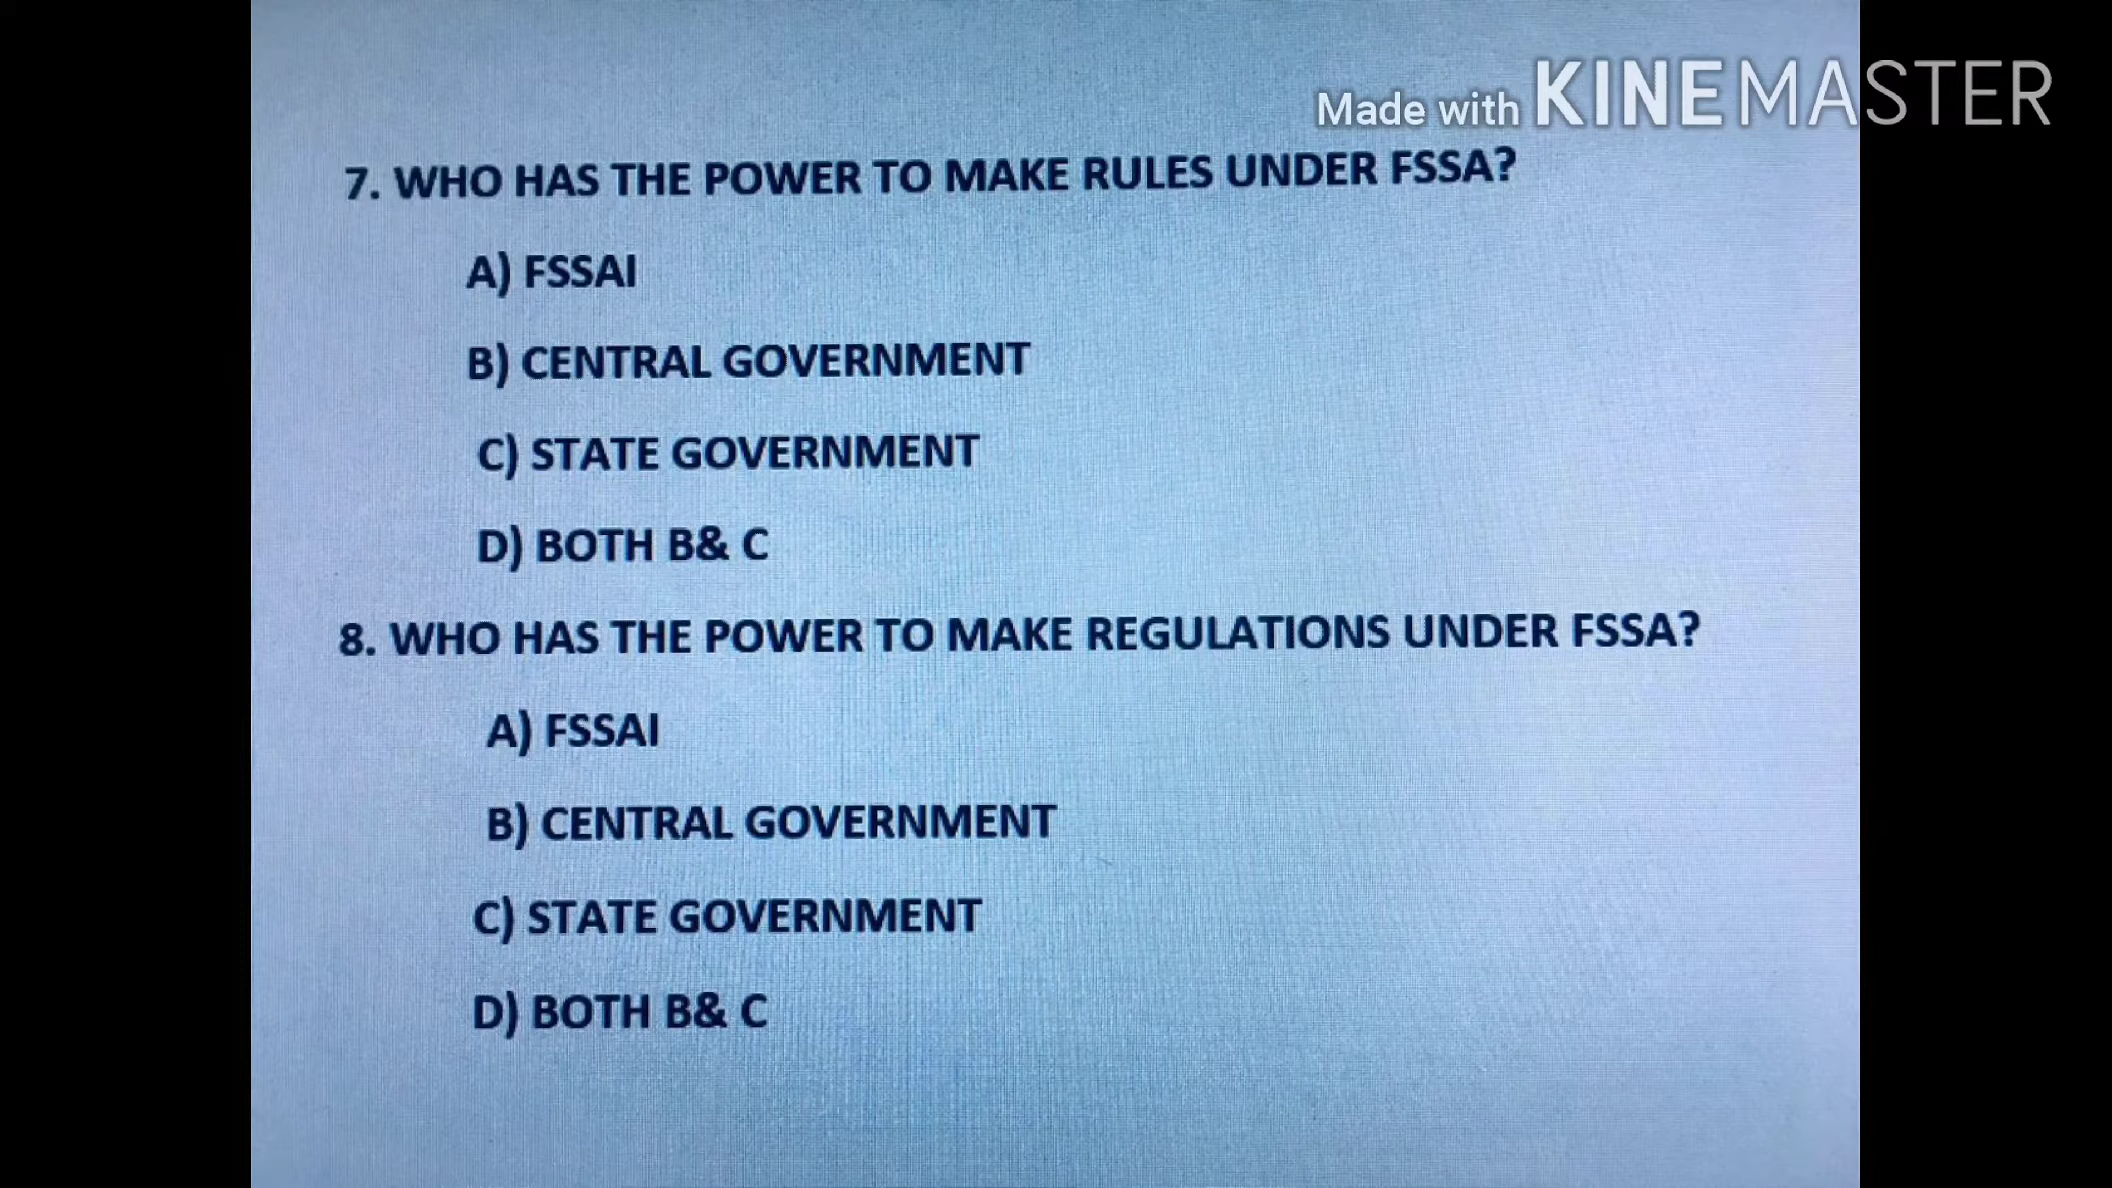 Made with KINEMASTER
7. WHO HAS THE POWER TO MAKE RULES UNDER FSSA?
A) FSSAI
B) CENTRAL GOVERNMENT
C) STATE GOVERNMENT
D) BOTH B& C
8. WHO HAS THE POWER TO MAKE REGULATIONS UNDER FSSA?
A) FSSAI
B) CENTRAL GOVERNMENT
C) STATE GOVERNMENT
D) BOTH B& C